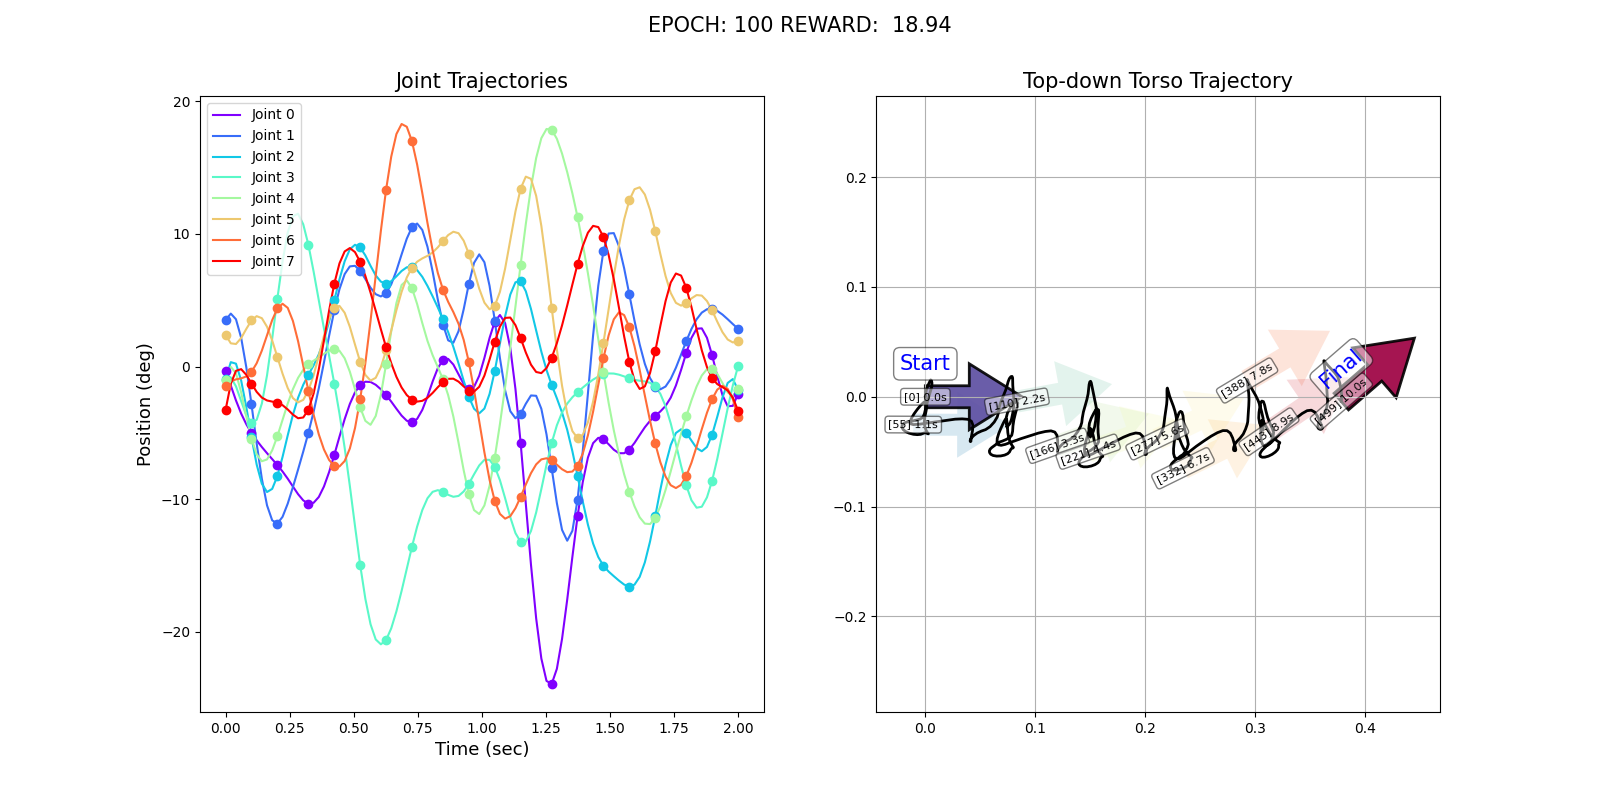 EPOCH: 100 REWARD:  18.94
Joint Trajectories
Position (deg)
20
10
0
−10
−20
Joint 0
Joint 1
Joint 2
Joint 3
Joint 4
Joint 5
Joint 6
Joint 7
0.00 0.25 0.50 0.75 1.00 1.25 1.50 1.75 2.00
Time (sec)
Top-down Torso Trajectory
0.2
0.1
0.0
−0.1
−0.2
Start
[0] 0.0s
[55] 1.1s
[110] 2.2s
[166] 3.3s
[221] 4.4s
[277] 5.6s
[332] 6.7s
[388] 7.8s
[443] 8.9s
[499] 10.0s
Final
0.0 0.1 0.2 0.3 0.4